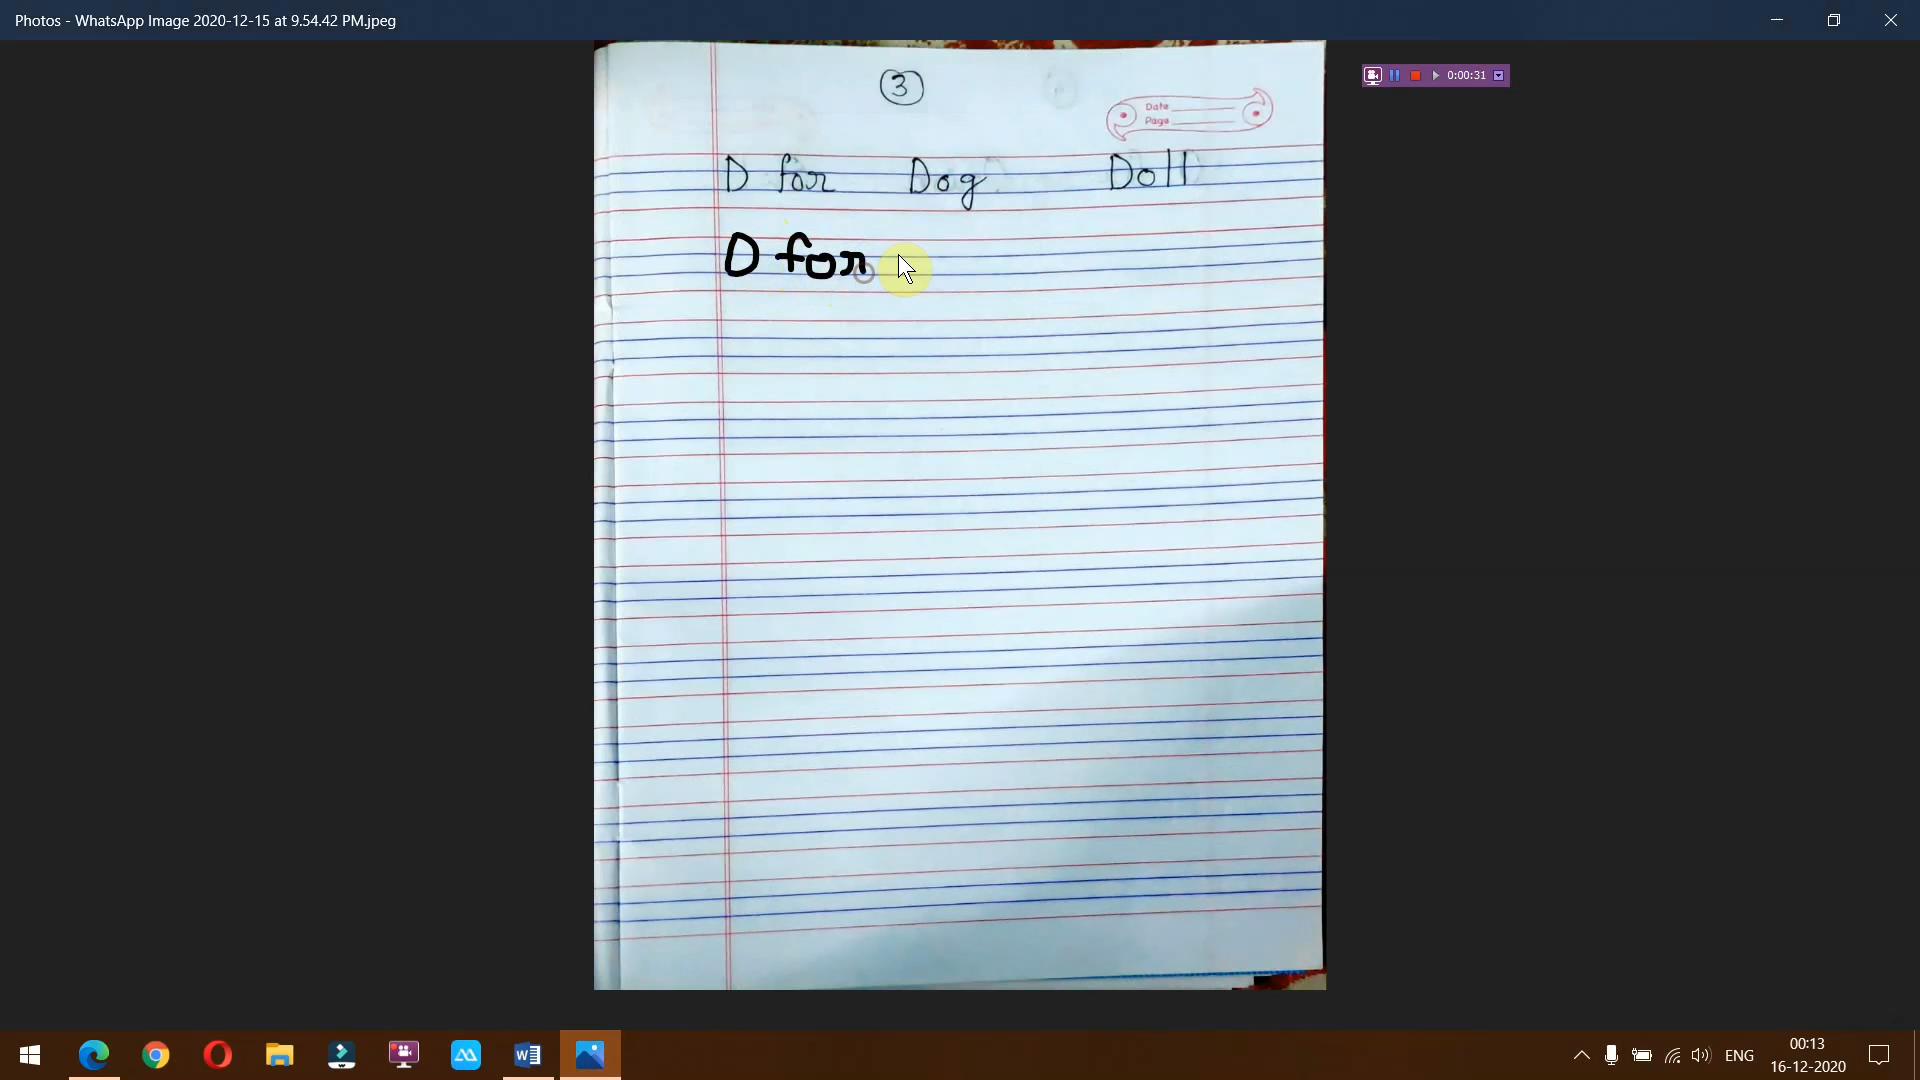 Photos - WhatsApp Image 2020-12-15 at 9.54.42 PM.jpeg
0:00:31
3
Date
Page
D for Dog Doll
D for
ENG
00:13
16-12-2020